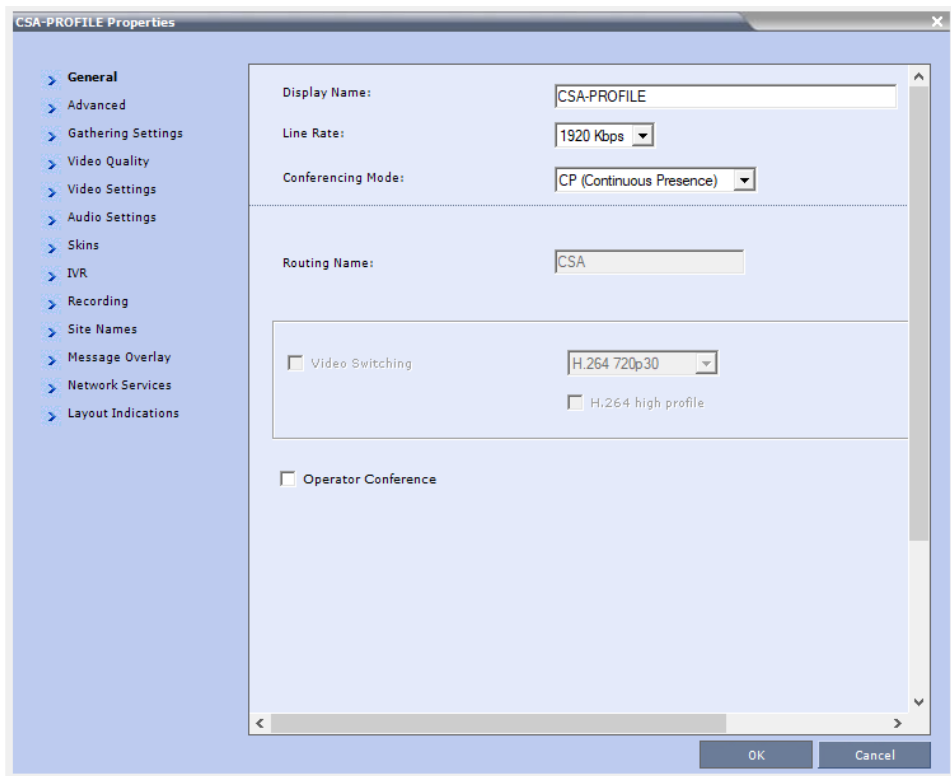 CSA-PROFILE Properties
General
Advanced
Gathering Settings
Video Quality
Video Settings
Audio Settings
Skins
IVR
Recording
Site Names
Message Overlay
Network Services
Layout Indications
Display Name:
CSA-PROFILE
Line Rate:
1920 Kbps
Conferencing Mode:
CP (Continuous Presence)
Routing Name:
CSA
Video Switching
H.264 720p30
H.264 high profile
Operator Conference
OK
Cancel